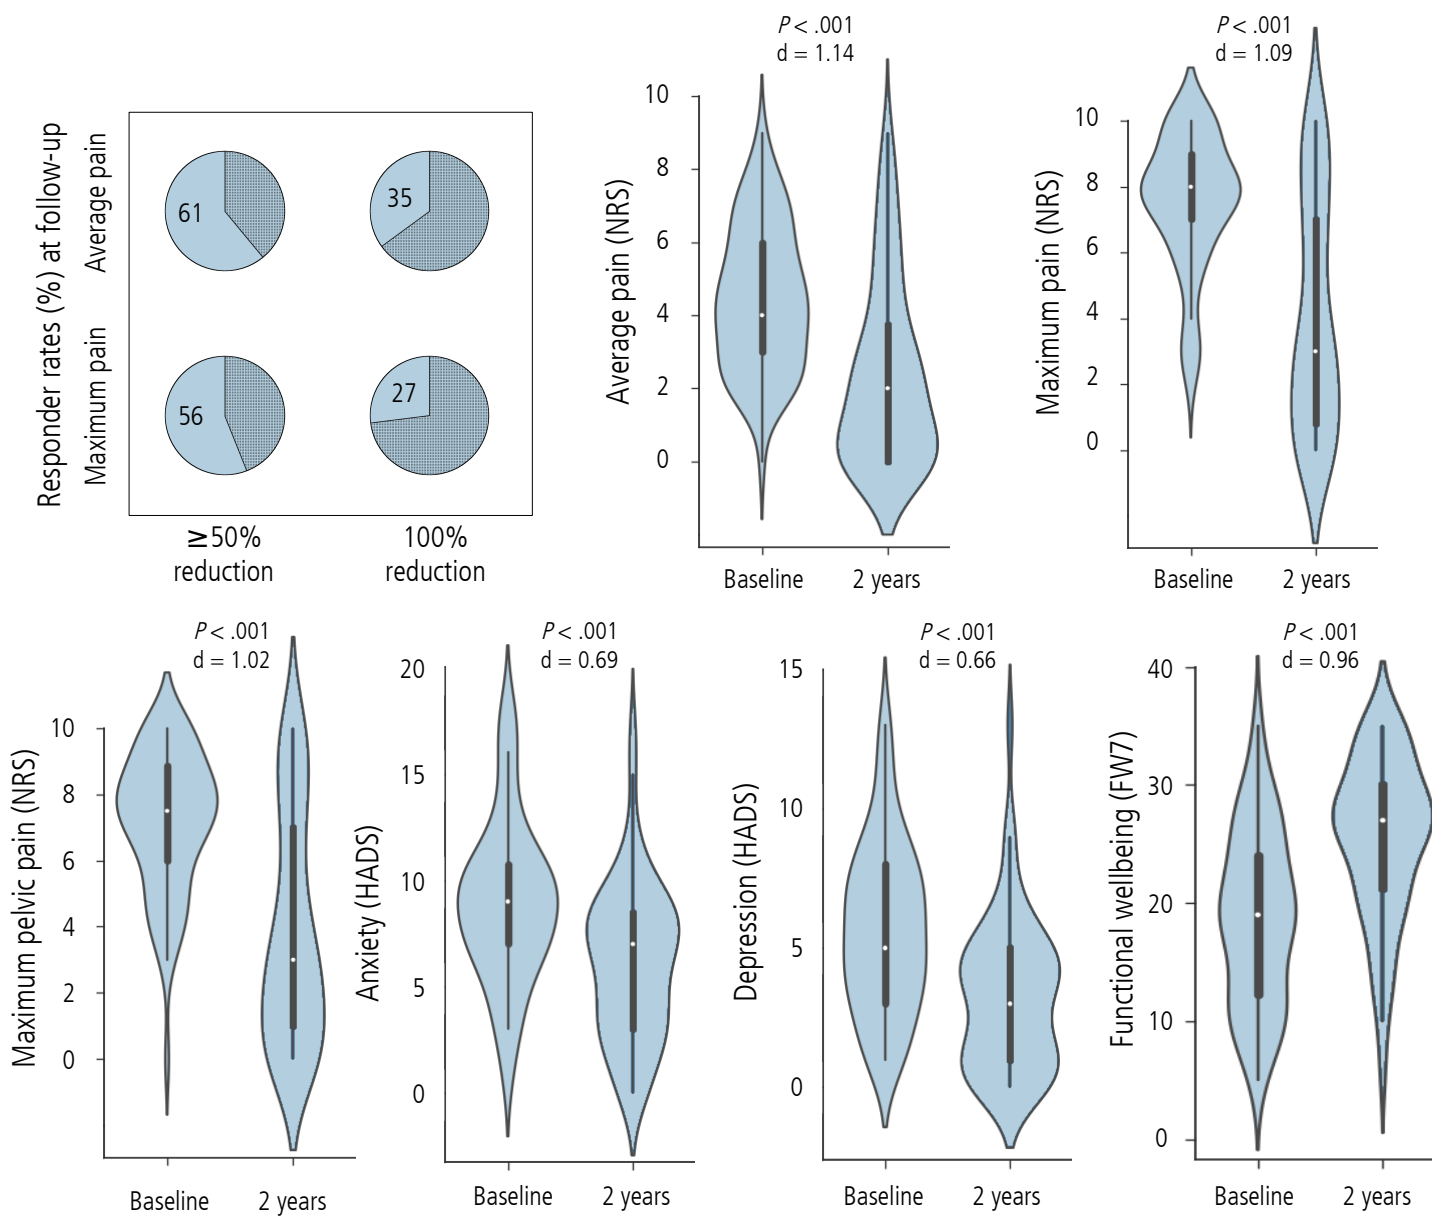 Responder rates (%) at follow-up
Average pain
Maximum pain
61
35
56
27
≥50%
reduction
100%
reduction
P < .001
d = 1.14
Average pain (NRS)
10
8
6
4
2
0
Baseline
2 years
P < .001
d = 1.09
Maximum pain (NRS)
10
8
6
4
2
0
Baseline
2 years
P < .001
d = 1.02
Maximum pelvic pain (NRS)
10
8
6
4
2
0
Baseline
2 years
P < .001
d = 0.69
Anxiety (HADS)
20
15
10
5
0
Baseline
2 years
P < .001
d = 0.66
Depression (HADS)
15
10
5
0
Baseline
2 years
P < .001
d = 0.96
Functional wellbeing (FW7)
40
30
20
10
0
Baseline
2 years